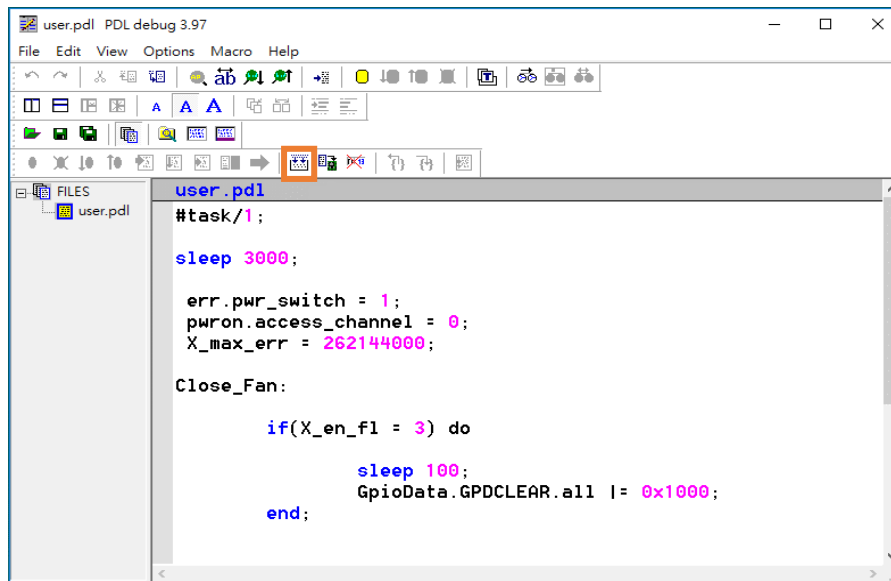 user.pdl PDL debug 3.97
File Edit View Options Macro Help
ab
A A A
FILES
user.pdl
user.pdl
#task/1;
sleep 3000;
err.pwr_switch = 1;
pwron.access_channel = 0;
X_max_err = 262144000;
Close_Fan:
if(X_en_fl = 3) do
sleep 100;
GpioData.GPDCLEAR.all |= 0x1000;
end;